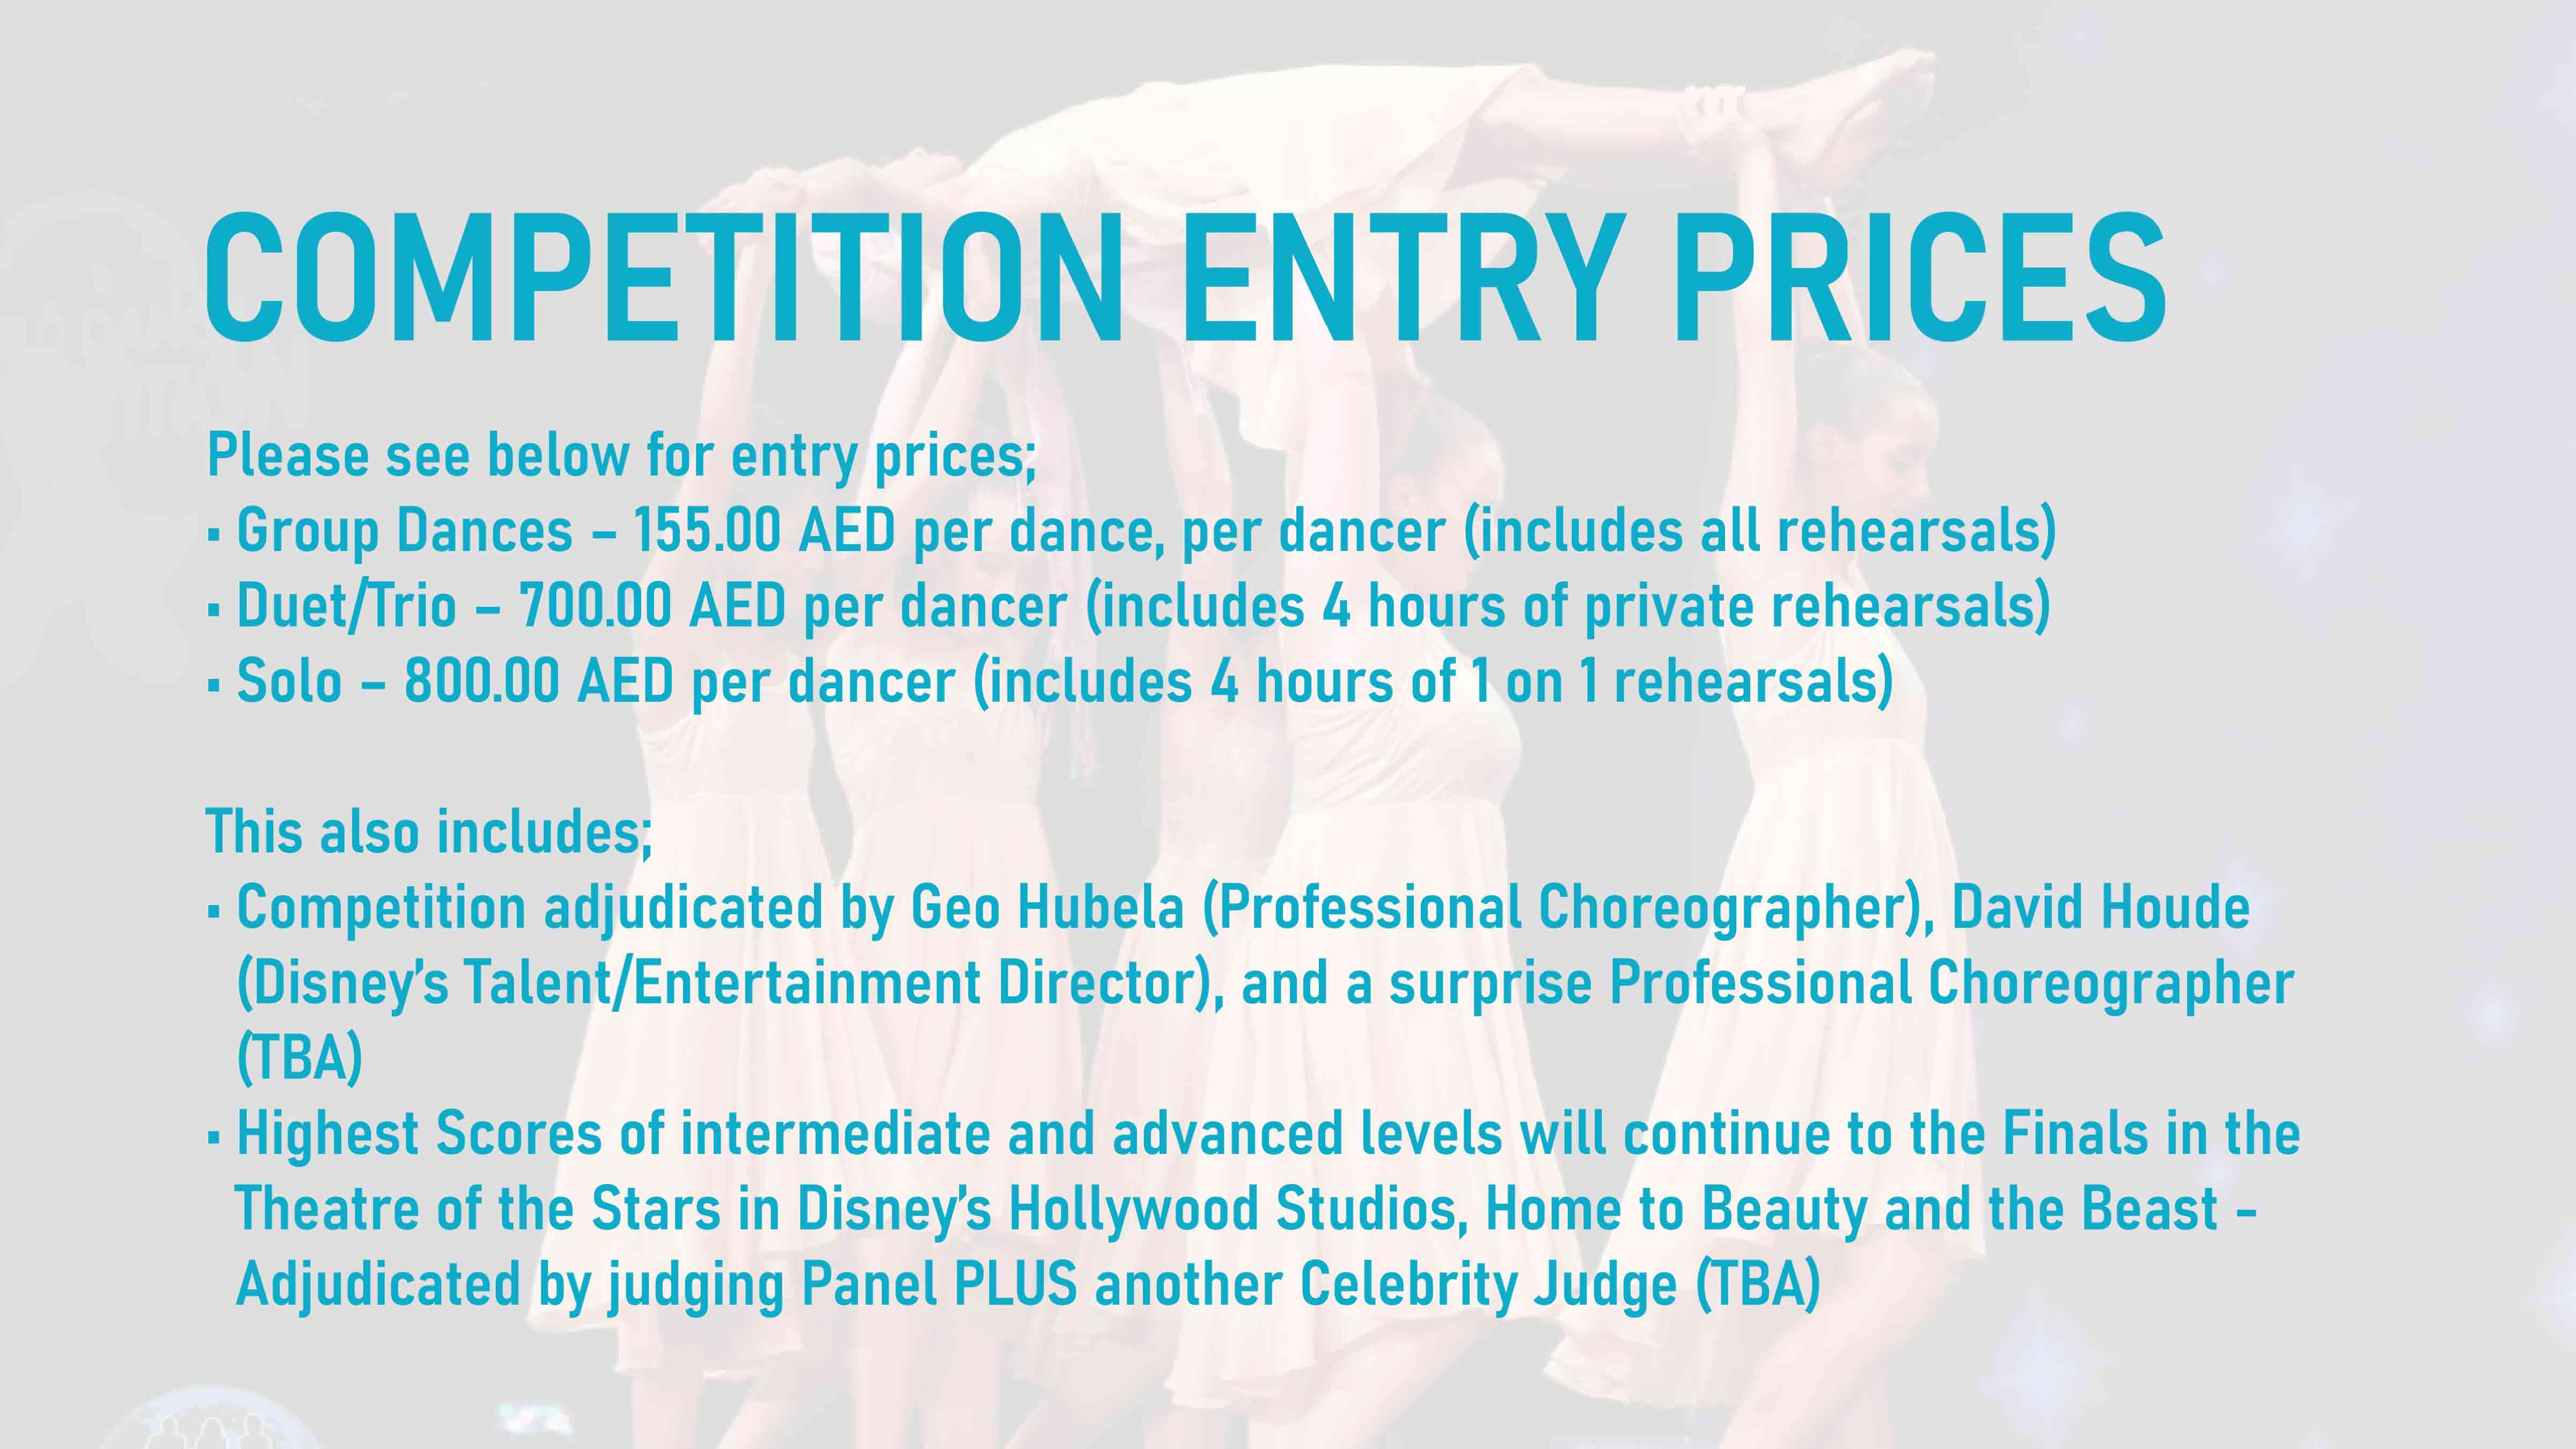 COMPETITION ENTRY PRICES
Please see below for entry prices;
▪ Group Dances – 155.00 AED per dance, per dancer (includes all rehearsals)
▪ Duet/Trio – 700.00 AED per dancer (includes 4 hours of private rehearsals)
▪ Solo – 800.00 AED per dancer (includes 4 hours of 1 on 1 rehearsals)
This also includes;
▪ Competition adjudicated by Geo Hubela (Professional Choreographer), David Houde
(Disney’s Talent/Entertainment Director), and a surprise Professional Choreographer
(TBA)
▪ Highest Scores of intermediate and advanced levels will continue to the Finals in the
Theatre of the Stars in Disney’s Hollywood Studios, Home to Beauty and the Beast -
Adjudicated by judging Panel PLUS another Celebrity Judge (TBA)